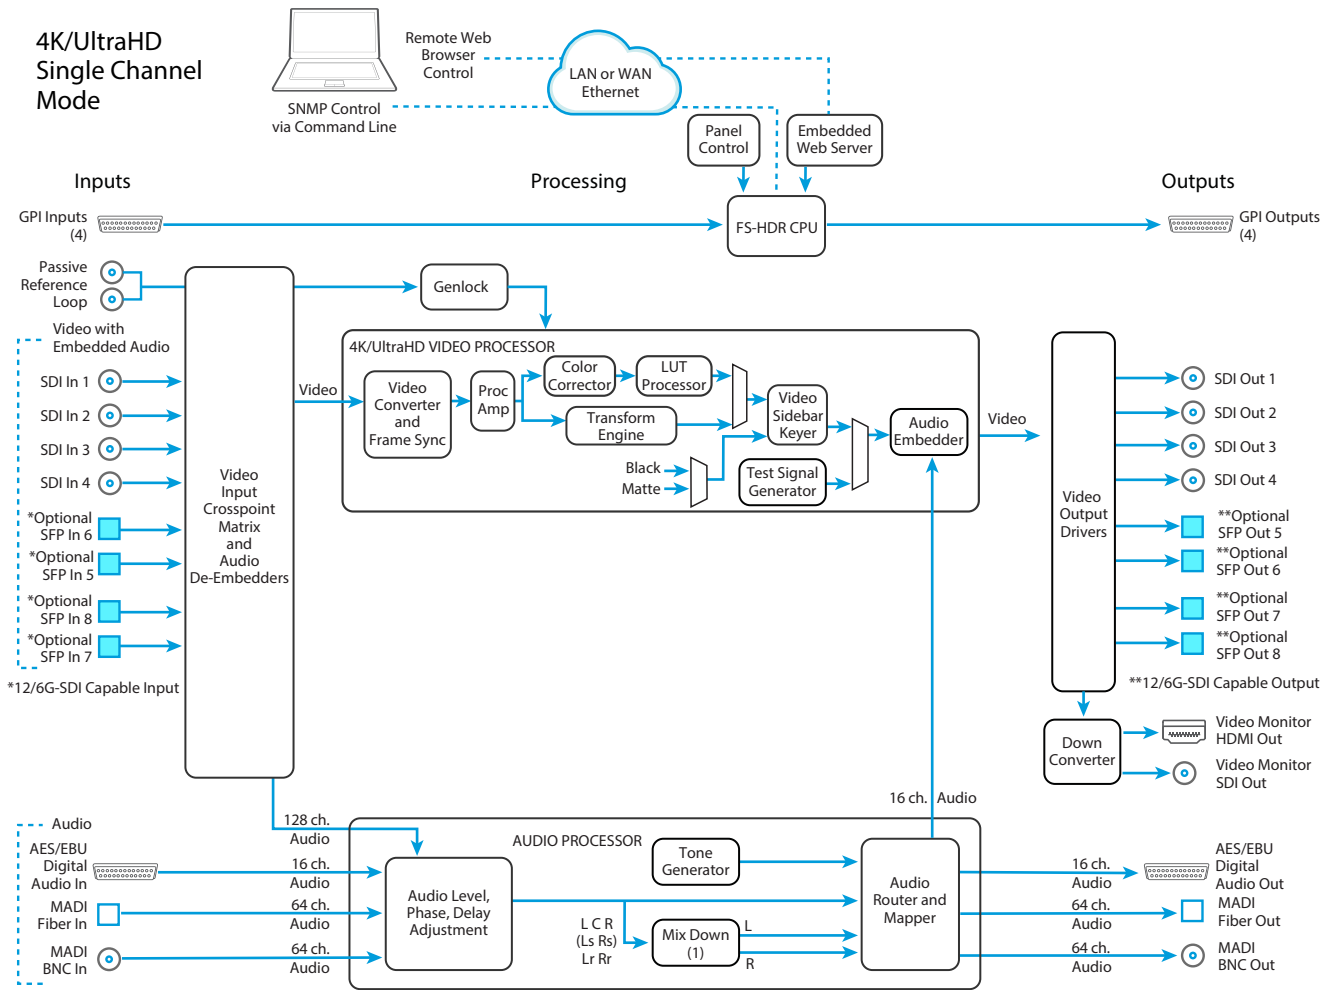 4K/UltraHD
Single Channel
Mode
Remote Web
Browser
Control
LAN or WAN
Ethernet
SNMP Control
via Command Line
Panel
Control
Embedded
Web Server
Inputs
Processing
Outputs
GPI Inputs
(4)
FS-HDR CPU
GPI Outputs
(4)
Passive
Reference
Loop
Genlock
Video with
Embedded Audio
SDI In 1
SDI In 2
SDI In 3
SDI In 4
*Optional
SFP In 6
*Optional
SFP In 5
*Optional
SFP In 8
*Optional
SFP In 7
*12/6G-SDI Capable Input
Video
Input
Crosspoint
Matrix
and
Audio
De-Embedders
Video
4K/UltraHD VIDEO PROCESSOR
Video
Converter
and
Frame Sync
Proc
Amp
Color
Corrector
LUT
Processor
Transform
Engine
Black
Matte
Video
Sidebar
Keyer
Test Signal
Generator
Audio
Embedder
Video
Video
Output
Drivers
SDI Out 1
SDI Out 2
SDI Out 3
SDI Out 4
**Optional
SFP Out 5
**Optional
SFP Out 6
**Optional
SFP Out 7
**Optional
SFP Out 8
**12/6G-SDI Capable Output
Down
Converter
Video Monitor
HDMI Out
Video Monitor
SDI Out
16 ch. Audio
Audio
AES/EBU
Digital
Audio In
MADI
Fiber In
MADI
BNC In
128 ch.
Audio
16 ch.
Audio
64 ch.
Audio
64 ch.
Audio
AUDIO PROCESSOR
Audio Level,
Phase, Delay
Adjustment
Tone
Generator
L C R
(Ls Rs)
Lr Rr
Mix Down
(1)
L
R
Audio
Router and
Mapper
16 ch.
Audio
64 ch.
Audio
64 ch.
Audio
AES/EBU
Digital
Audio Out
MADI
Fiber Out
MADI
BNC Out